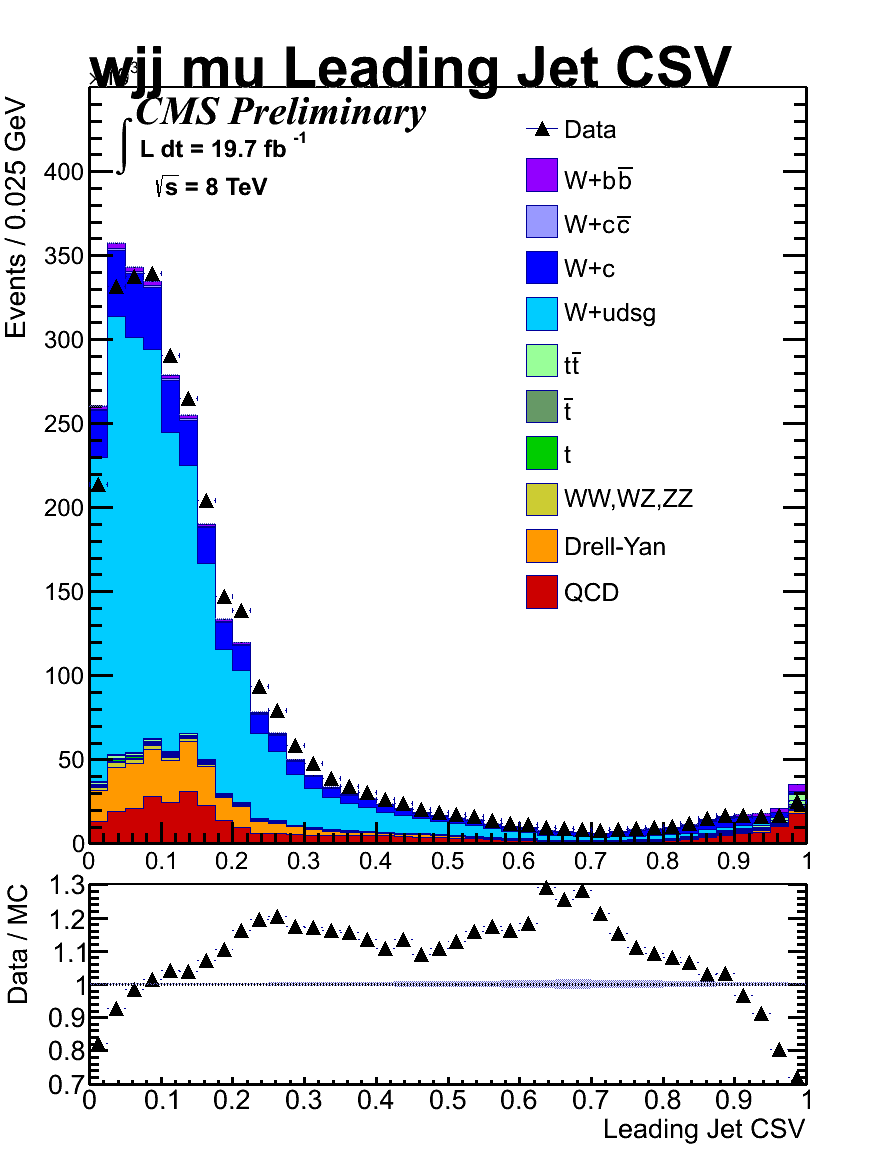 wjj mu Leading Jet CSV
×10³
CMS Preliminary
∫ L dt = 19.7 fb⁻¹
√s = 8 TeV
Events / 0.025 GeV
Data
W+bb̅
W+cc̅
W+c
W+udsg
tt̅
t̅
t
WW,WZ,ZZ
Drell-Yan
QCD
400
350
300
250
200
150
100
50
0
0 0.1 0.2 0.3 0.4 0.5 0.6 0.7 0.8 0.9 1
Data / MC
1.3
1.2
1.1
1
0.9
0.8
0.7
0 0.1 0.2 0.3 0.4 0.5 0.6 0.7 0.8 0.9 1
Leading Jet CSV